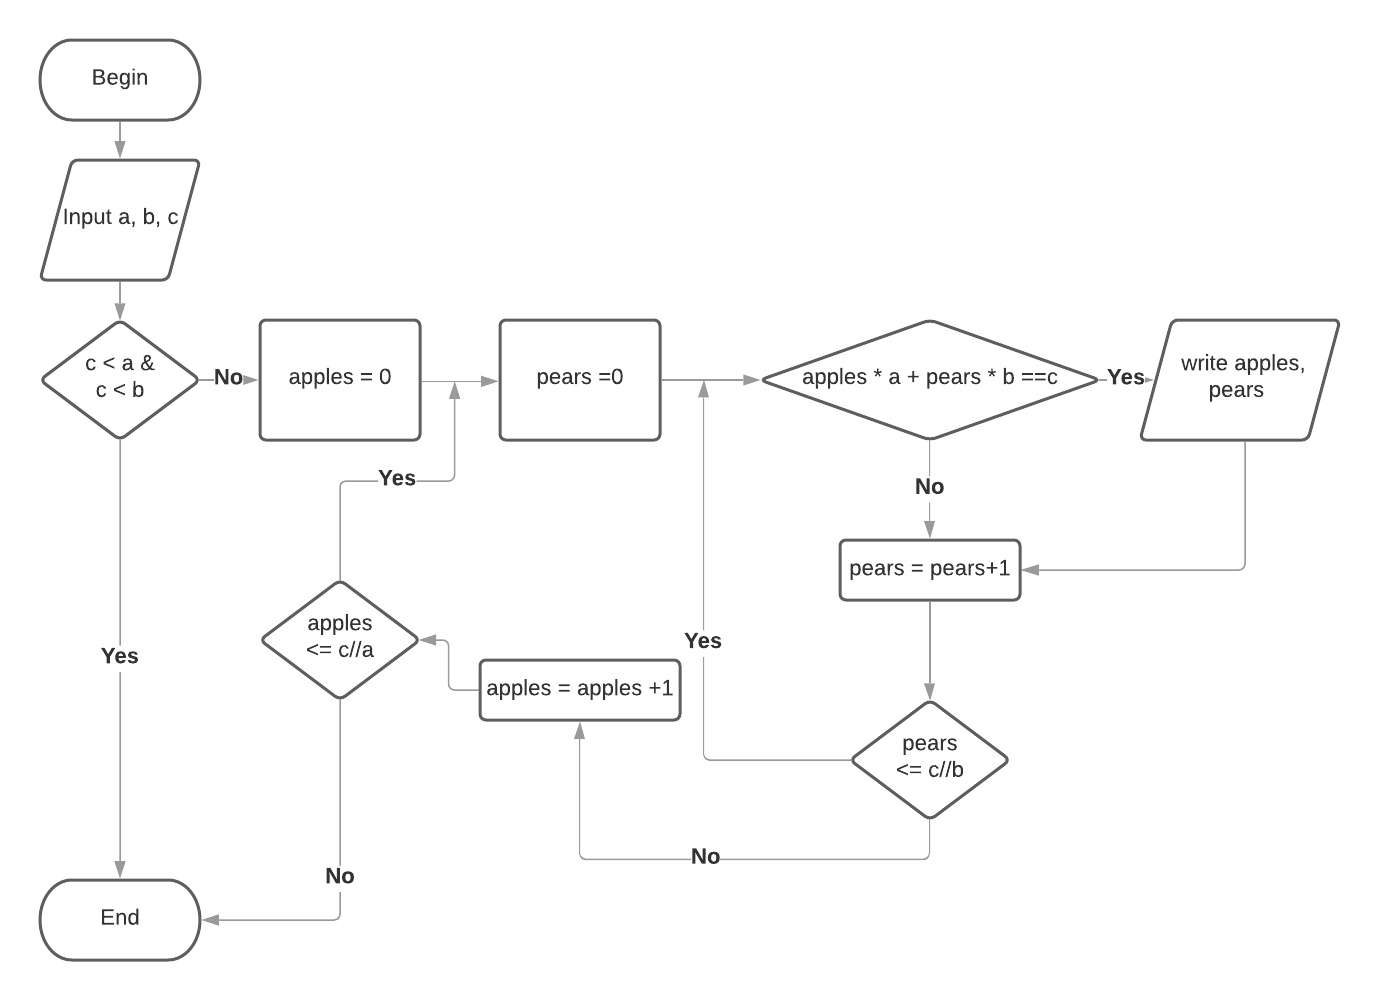 Begin
Input a, b, c
c < a &
c < b
No
apples = 0
pears =0
apples * a + pears * b ==c
Yes
write apples,
pears
Yes
No
pears = pears+1
apples
<= c//a
Yes
Yes
apples = apples +1
pears
<= c//b
No
No
End